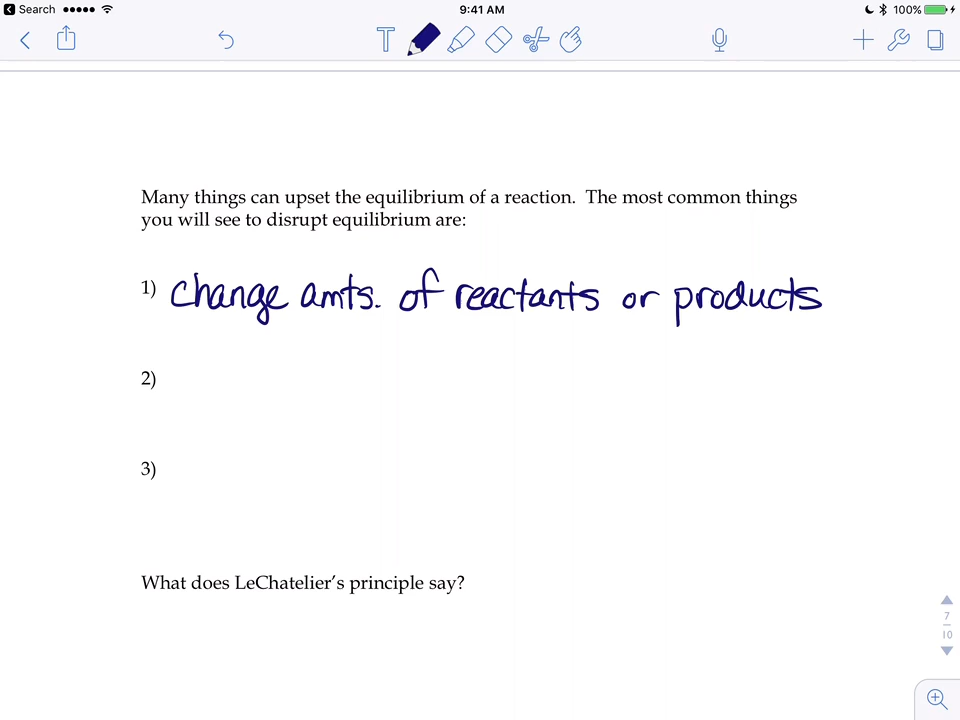 Search
9:41 AM
100%
T
Many things can upset the equilibrium of a reaction.  The most common things
you will see to disrupt equilibrium are:
1) change amts. of reactants or products
2)
3)
What does LeChatelier's principle say?
7
10